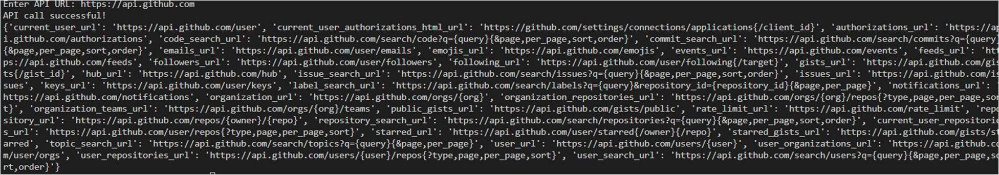 Enter API URL: https://api.github.com
API call successful!
{'current_user_url': 'https://api.github.com/user', 'current_user_authorizations_html_url': 'https://github.com/settings/connections/applications{/client_id}', 'authorizations_url': 'https://ap
i.github.com/authorizations', 'code_search_url': 'https://api.github.com/search/code?q={query}{&page,per_page,sort,order}', 'commit_search_url': 'https://api.github.com/search/commits?q={query}
{&page,per_page,sort,order}', 'emails_url': 'https://api.github.com/user/emails', 'emojis_url': 'https://api.github.com/emojis', 'events_url': 'https://api.github.com/events', 'feeds_url': 'htt
ps://api.github.com/feeds', 'followers_url': 'https://api.github.com/user/followers', 'following_url': 'https://api.github.com/user/following{/target}', 'gists_url': 'https://api.github.com/gis
ts{/gist_id}', 'hub_url': 'https://api.github.com/hub', 'issue_search_url': 'https://api.github.com/search/issues?q={query}{&page,per_page,sort,order}', 'issues_url': 'https://api.github.com/is
sues', 'keys_url': 'https://api.github.com/user/keys', 'label_search_url': 'https://api.github.com/search/labels?q={query}&repository_id={repository_id}{&page,per_page}', 'notifications_url': '
https://api.github.com/notifications', 'organization_url': 'https://api.github.com/orgs/{org}', 'organization_repositories_url': 'https://api.github.com/orgs/{org}/repos{?type,page,per_page,sor
t}', 'organization_teams_url': 'https://api.github.com/orgs/{org}/teams', 'public_gists_url': 'https://api.github.com/gists/public', 'rate_limit_url': 'https://api.github.com/rate_limit', 'repo
sitory_url': 'https://api.github.com/repos/{owner}/{repo}', 'repository_search_url': 'https://api.github.com/search/repositories?q={query}{&page,per_page,sort,order}', 'current_user_repositorie
s_url': 'https://api.github.com/user/repos{?type,page,per_page,sort}', 'starred_url': 'https://api.github.com/user/starred{/owner}{/repo}', 'starred_gists_url': 'https://api.github.com/gists/st
arred', 'topic_search_url': 'https://api.github.com/search/topics?q={query}{&page,per_page}', 'user_url': 'https://api.github.com/users/{user}', 'user_organizations_url': 'https://api.github.co
m/user/orgs', 'user_repositories_url': 'https://api.github.com/users/{user}/repos{?type,page,per_page,sort}', 'user_search_url': 'https://api.github.com/search/users?q={query}{&page,per_page,so
rt,order}'}